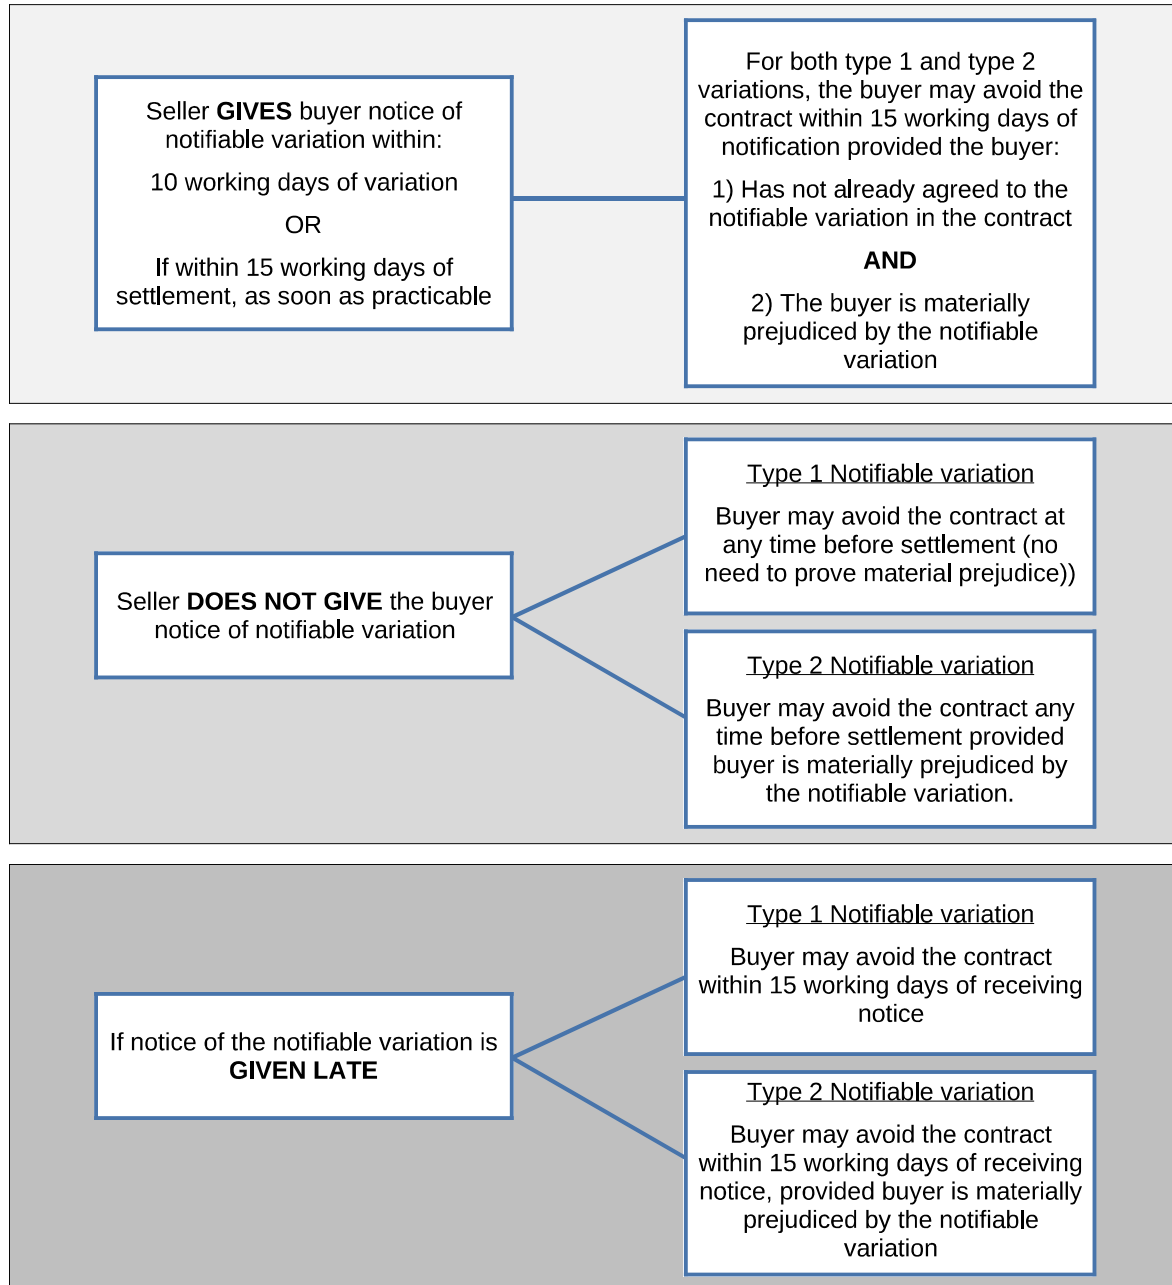 Seller GIVES buyer notice of
notifiable variation within:
10 working days of variation
OR
If within 15 working days of
settlement, as soon as practicable
For both type 1 and type 2
variations, the buyer may avoid the
contract within 15 working days of
notification provided the buyer:
1) Has not already agreed to the
notifiable variation in the contract
AND
2) The buyer is materially
prejudiced by the notifiable
variation
Seller DOES NOT GIVE the buyer
notice of notifiable variation
Type 1 Notifiable variation
Buyer may avoid the contract at
any time before settlement (no
need to prove material prejudice))
Type 2 Notifiable variation
Buyer may avoid the contract any
time before settlement provided
buyer is materially prejudiced by
the notifiable variation.
If notice of the notifiable variation is
GIVEN LATE
Type 1 Notifiable variation
Buyer may avoid the contract
within 15 working days of receiving
notice
Type 2 Notifiable variation
Buyer may avoid the contract
within 15 working days of receiving
notice, provided buyer is materially
prejudiced by the notifiable
variation